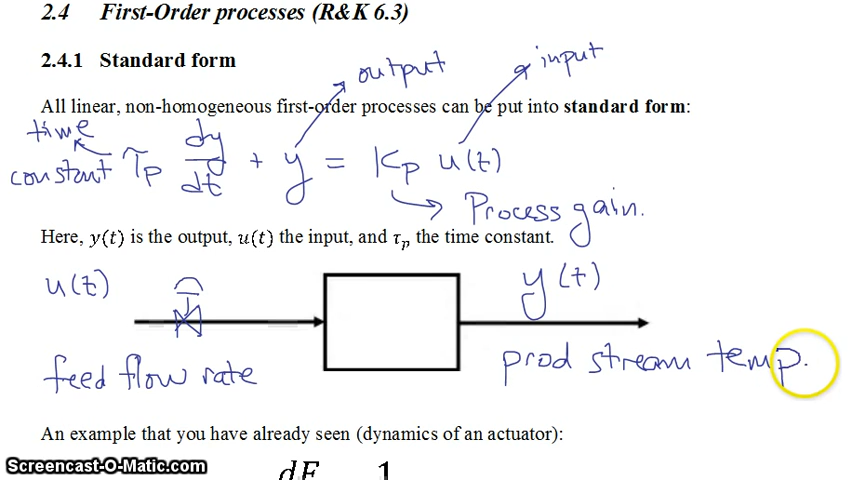 2.4 First-Order processes (R&K 6.3)
2.4.1 Standard form
output
input
All linear, non-homogeneous first-order processes can be put into standard form:
time
constant
τp dy/dt + y = Kp u(t)
Process gain.
Here, y(t) is the output, u(t) the input, and τp the time constant.
u(t)
y(t)
feed flow rate
prod stream temp.
An example that you have already seen (dynamics of an actuator):
dF 1
Screencast-O-Matic.com